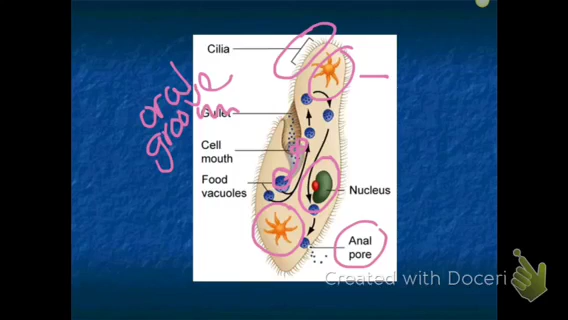 Cilia
oral
groove
Gullet
Cell
mouth
Food
vacuoles
Nucleus
Anal
pore
Created with Doceri